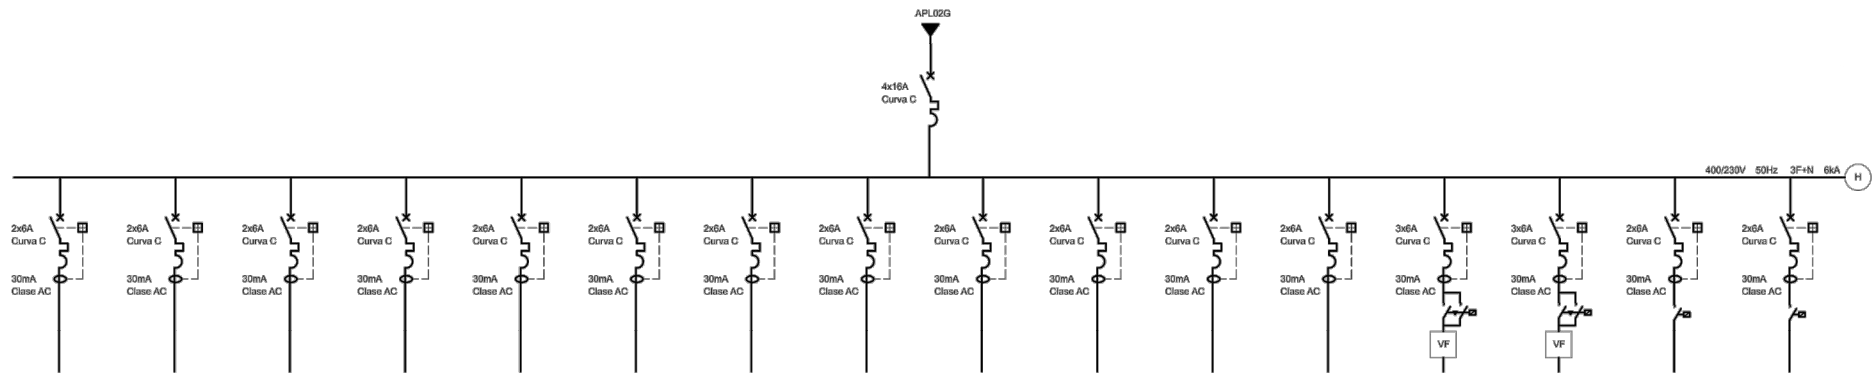 APL02G
4x16A
Curva C
400/230V 50Hz 3F+N 6kA
H
2x6A
Curva C
30mA
Clase AC
2x6A
Curva C
30mA
Clase AC
2x6A
Curva C
30mA
Clase AC
2x6A
Curva C
30mA
Clase AC
2x6A
Curva C
30mA
Clase AC
2x6A
Curva C
30mA
Clase AC
2x6A
Curva C
30mA
Clase AC
2x6A
Curva C
30mA
Clase AC
2x6A
Curva C
30mA
Clase AC
2x6A
Curva C
30mA
Clase AC
2x6A
Curva C
30mA
Clase AC
2x6A
Curva C
30mA
Clase AC
3x6A
Curva C
30mA
Clase AC
VF
3x6A
Curva C
30mA
Clase AC
VF
2x6A
Curva C
30mA
Clase AC
2x6A
Curva C
30mA
Clase AC